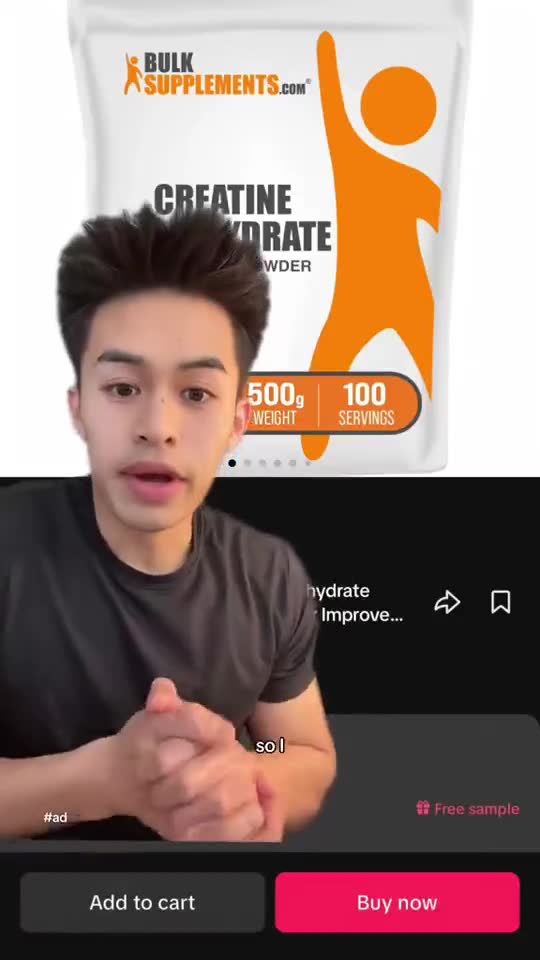 BULK
SUPPLEMENTS.COM®
CREATINE
HYDRATE
WDER
500g
WEIGHT
100
SERVINGS
hydrate
Improve...
so I
#ad
Free sample
Add to cart
Buy now